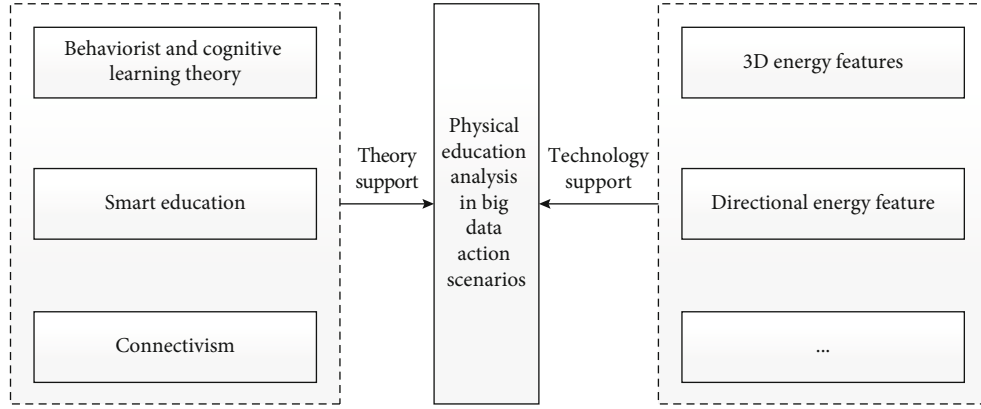 Behaviorist and cognitive
learning theory
Smart education
Connectivism
Theory
support
Physical
education
analysis
in big
data
action
scenarios
Technology
support
3D energy features
Directional energy feature
...